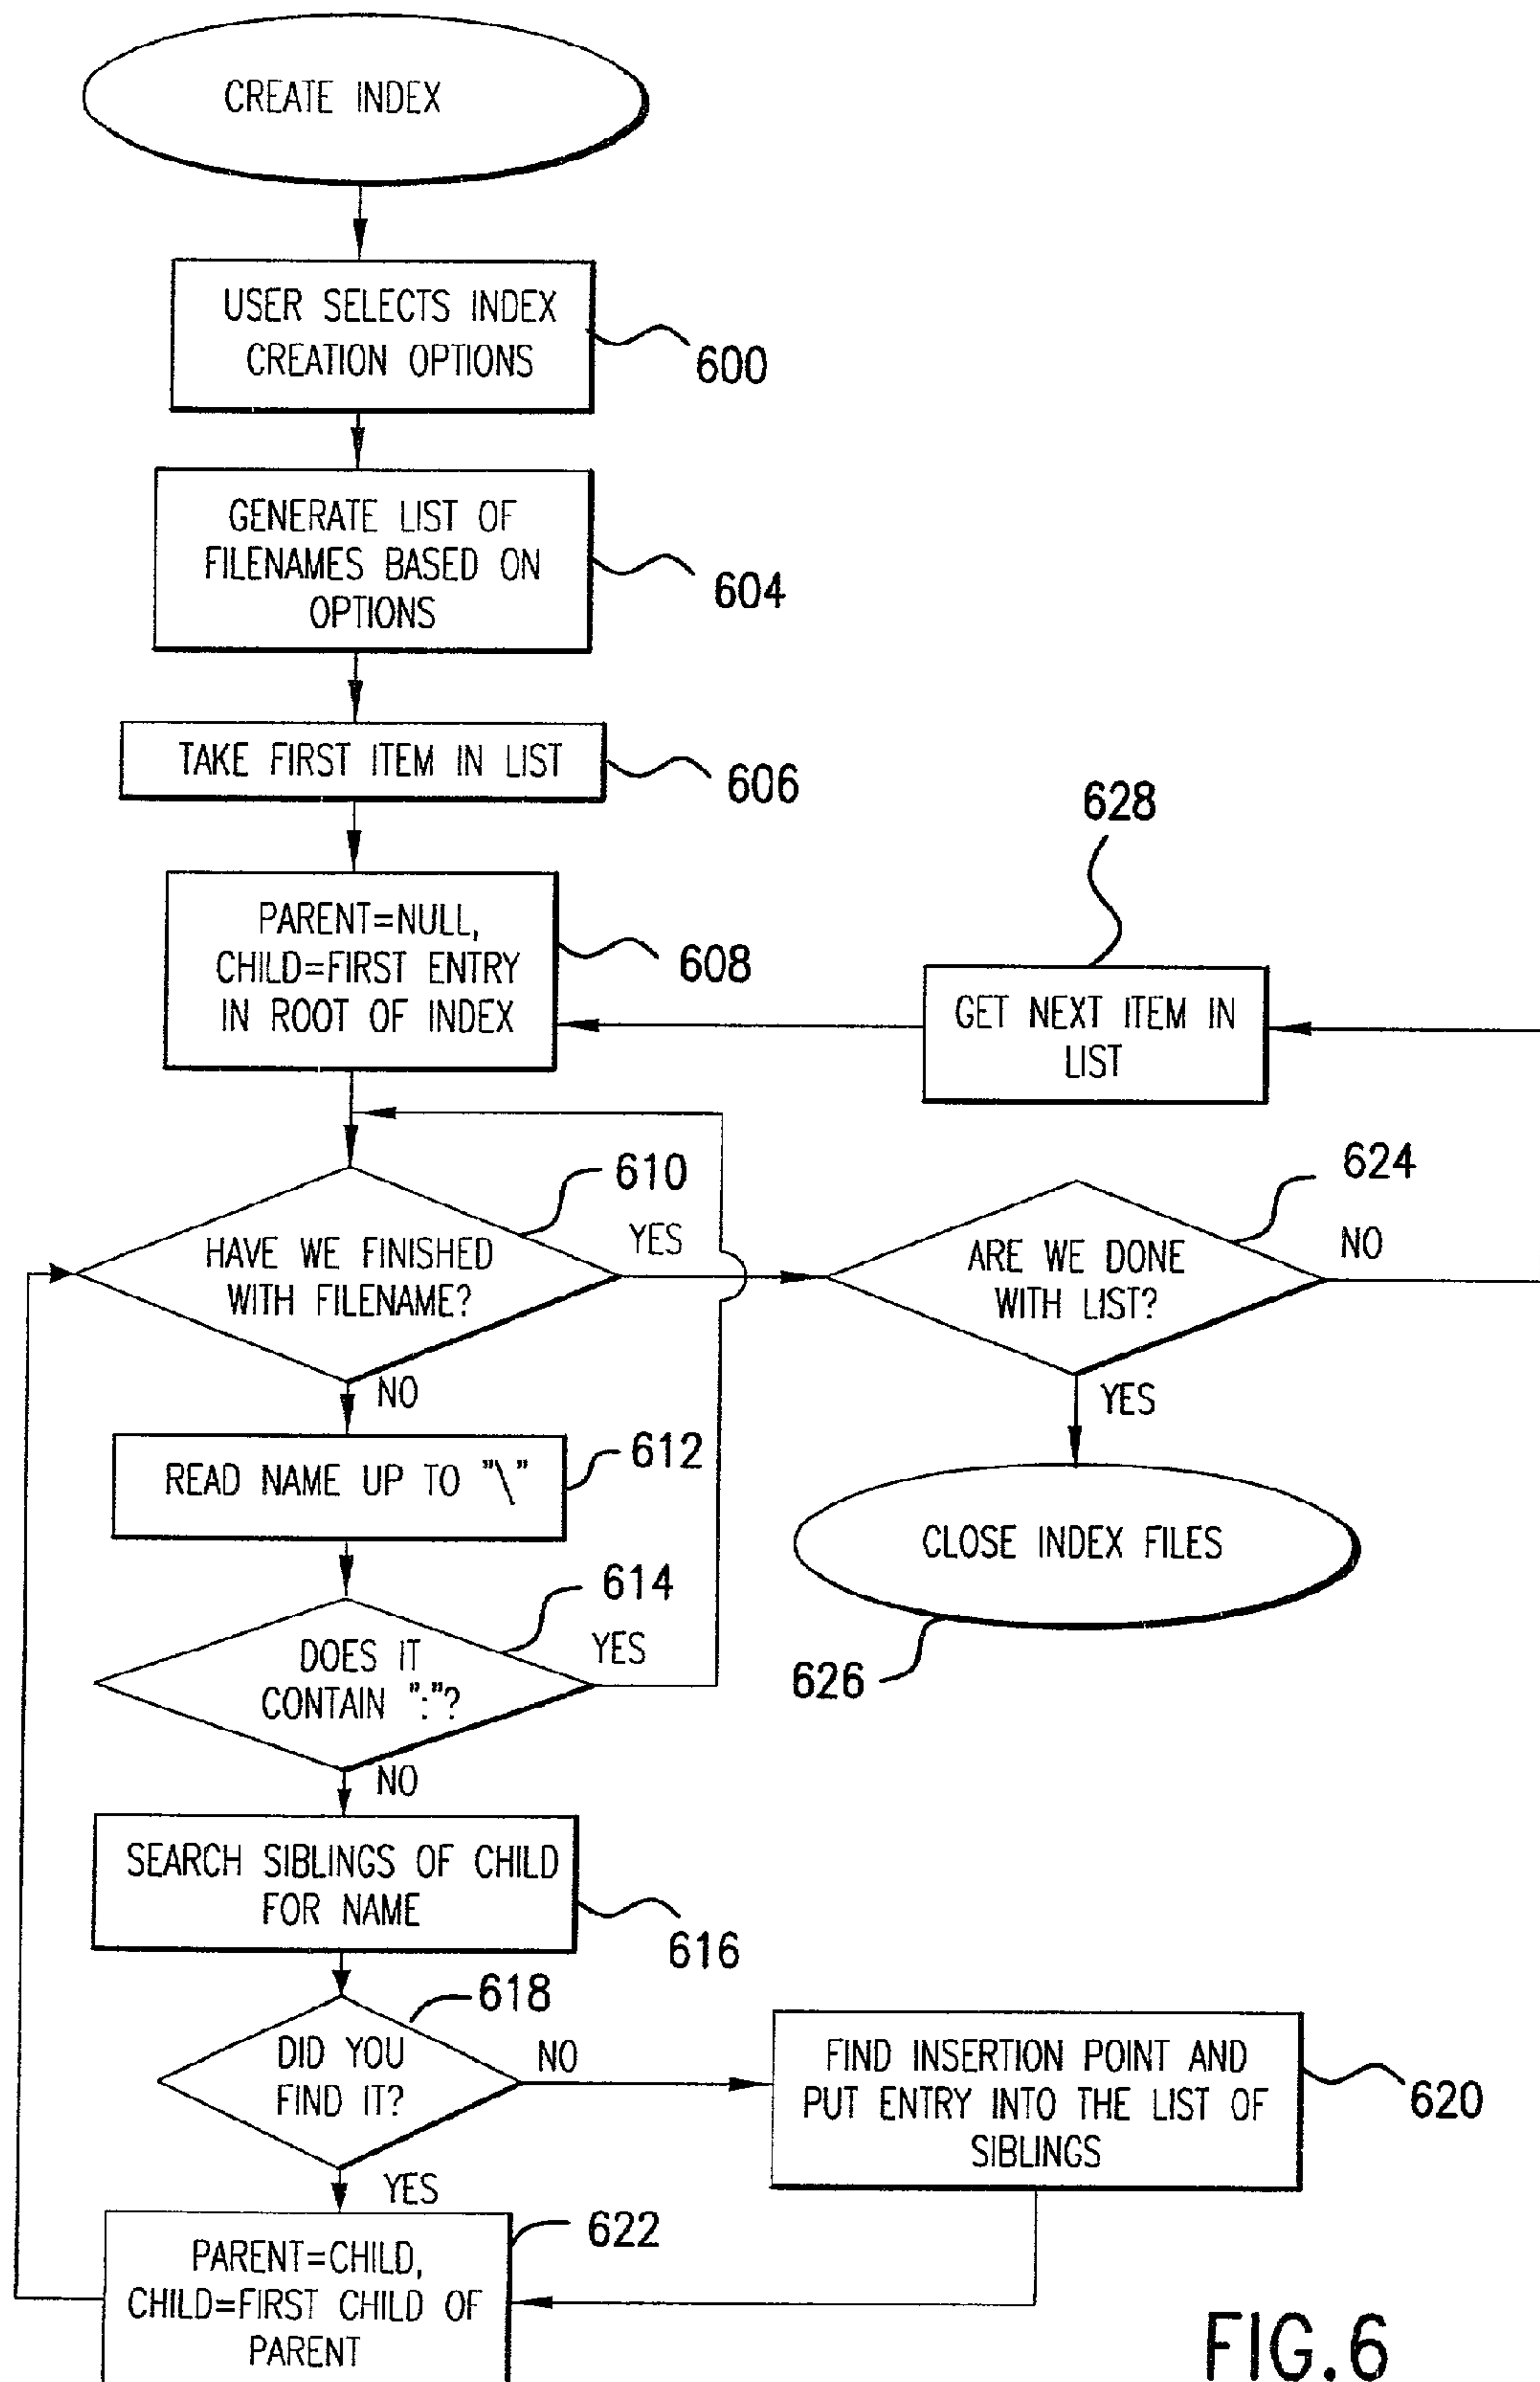 CREATE INDEX
USER SELECTS INDEX
CREATION OPTIONS
600
GENERATE LIST OF
FILENAMES BASED ON
OPTIONS
604
TAKE FIRST ITEM IN LIST
606
628
PARENT=NULL,
CHILD=FIRST ENTRY
IN ROOT OF INDEX
608
GET NEXT ITEM IN
LIST
610
HAVE WE FINISHED
WITH FILENAME?
YES
NO
624
ARE WE DONE
WITH LIST?
NO
YES
READ NAME UP TO "\"
612
CLOSE INDEX FILES
626
614
DOES IT
CONTAIN ":"?
YES
NO
SEARCH SIBLINGS OF CHILD
FOR NAME
616
618
DID YOU
FIND IT?
NO
YES
FIND INSERTION POINT AND
PUT ENTRY INTO THE LIST OF
SIBLINGS
620
622
PARENT=CHILD,
CHILD=FIRST CHILD OF
PARENT
FIG.6